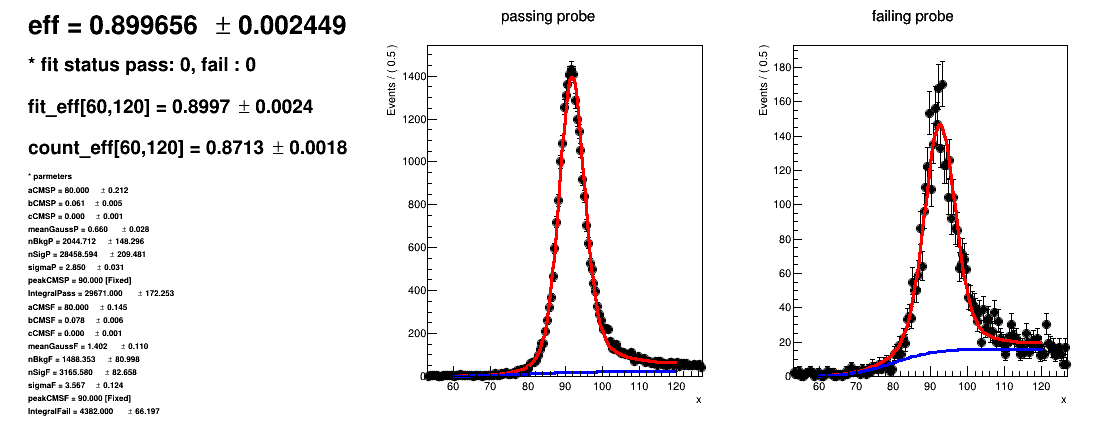 eff = 0.899656 ± 0.002449
* fit status pass: 0, fail : 0
fit_eff[60,120] = 0.8997 ± 0.0024
count_eff[60,120] = 0.8713 ± 0.0018
* parmeters
aCMSP = 80.000 ± 0.212
bCMSP = 0.061 ± 0.005
cCMSP = 0.000 ± 0.001
meanGaussP = 0.660 ± 0.028
nBkgP = 2044.712 ± 148.296
nSigP = 28458.594 ± 209.481
sigmaP = 2.850 ± 0.031
peakCMSP = 90.000 [Fixed]
IntegralPass = 29671.000 ± 172.253
aCMSF = 80.000 ± 0.145
bCMSF = 0.078 ± 0.006
cCMSF = 0.000 ± 0.001
meanGaussF = 1.402 ± 0.110
nBkgF = 1488.353 ± 80.998
nSigF = 3165.580 ± 82.658
sigmaF = 3.567 ± 0.124
peakCMSF = 90.000 [Fixed]
IntegralFail = 4382.000 ± 66.197
passing probe
Events / ( 0.5 )
1400
1200
1000
800
600
400
200
0
60 70 80 90 100 110 120
x
failing probe
Events / ( 0.5 )
180
160
140
120
100
80
60
40
20
0
60 70 80 90 100 110 120
x